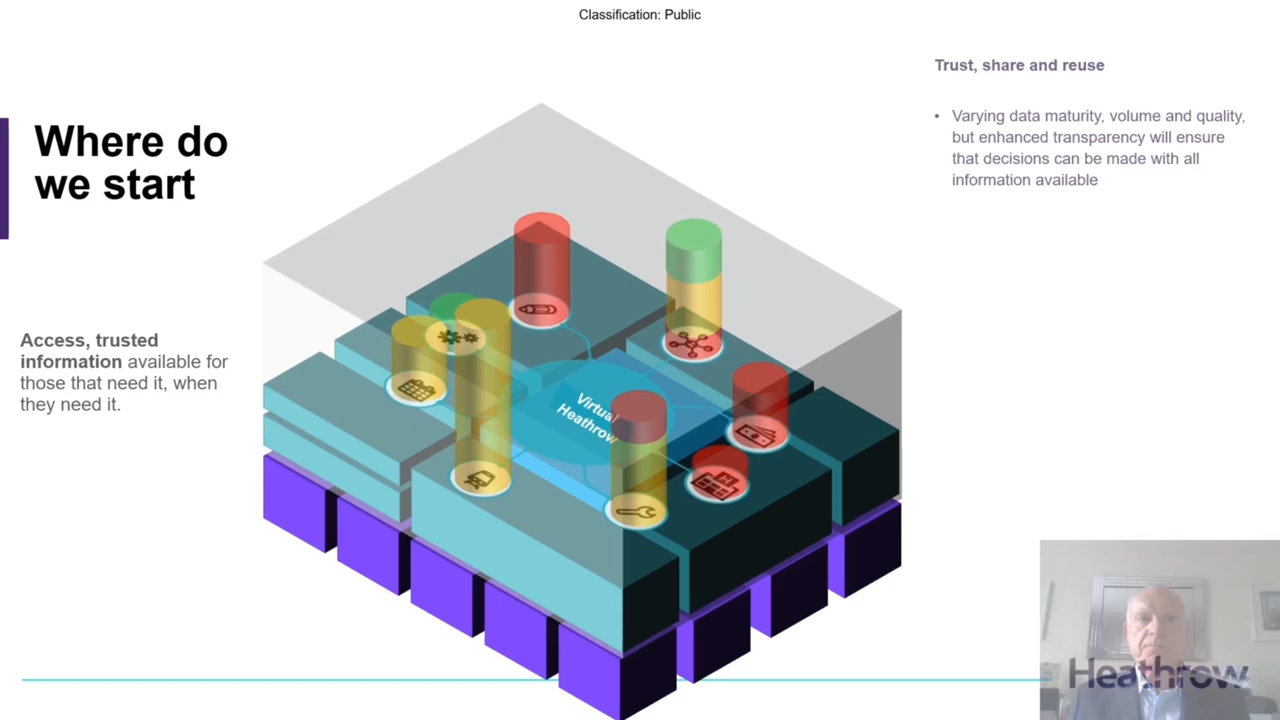 Classification: Public
Where do
we start
Access, trusted
information available for
those that need it, when
they need it.
Virtual
Heathrow
Trust, share and reuse
• Varying data maturity, volume and quality,
but enhanced transparency will ensure
that decisions can be made with all
information available
Heathrow